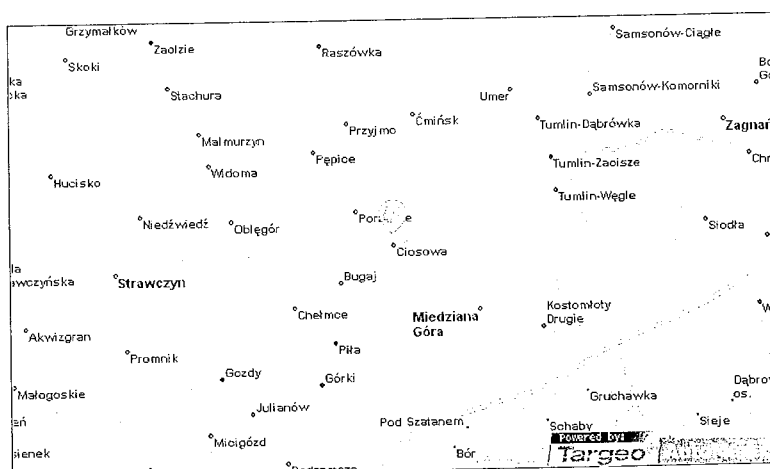 Grzymałków
Zaolzie
Raszówka
Samsonów-Ciągłe
Skoki
Stachura
Umer
Samsonów-Komorniki
Ćmińsk
Przyjmo
Tumlin-Dąbrówka
Malmurzyn
Pępice
Widoma
Tumlin-Zacisze
Hucisko
Tumlin-Węgle
Niedźwiedź
Oblęgór
Siodła
Ciosowa
wczyńska
Strawczyn
Bugaj
Chełmce
Miedziana
Góra
Kostomłoty
Drugie
Akwizgran
Promnik
Piła
Gozdy
Górki
Małogoskie
Gruchawka
os.
Julianów
Pod Szatanem
Schaby
Sieje
Micigózd
Bór
Powered by:
Targeo